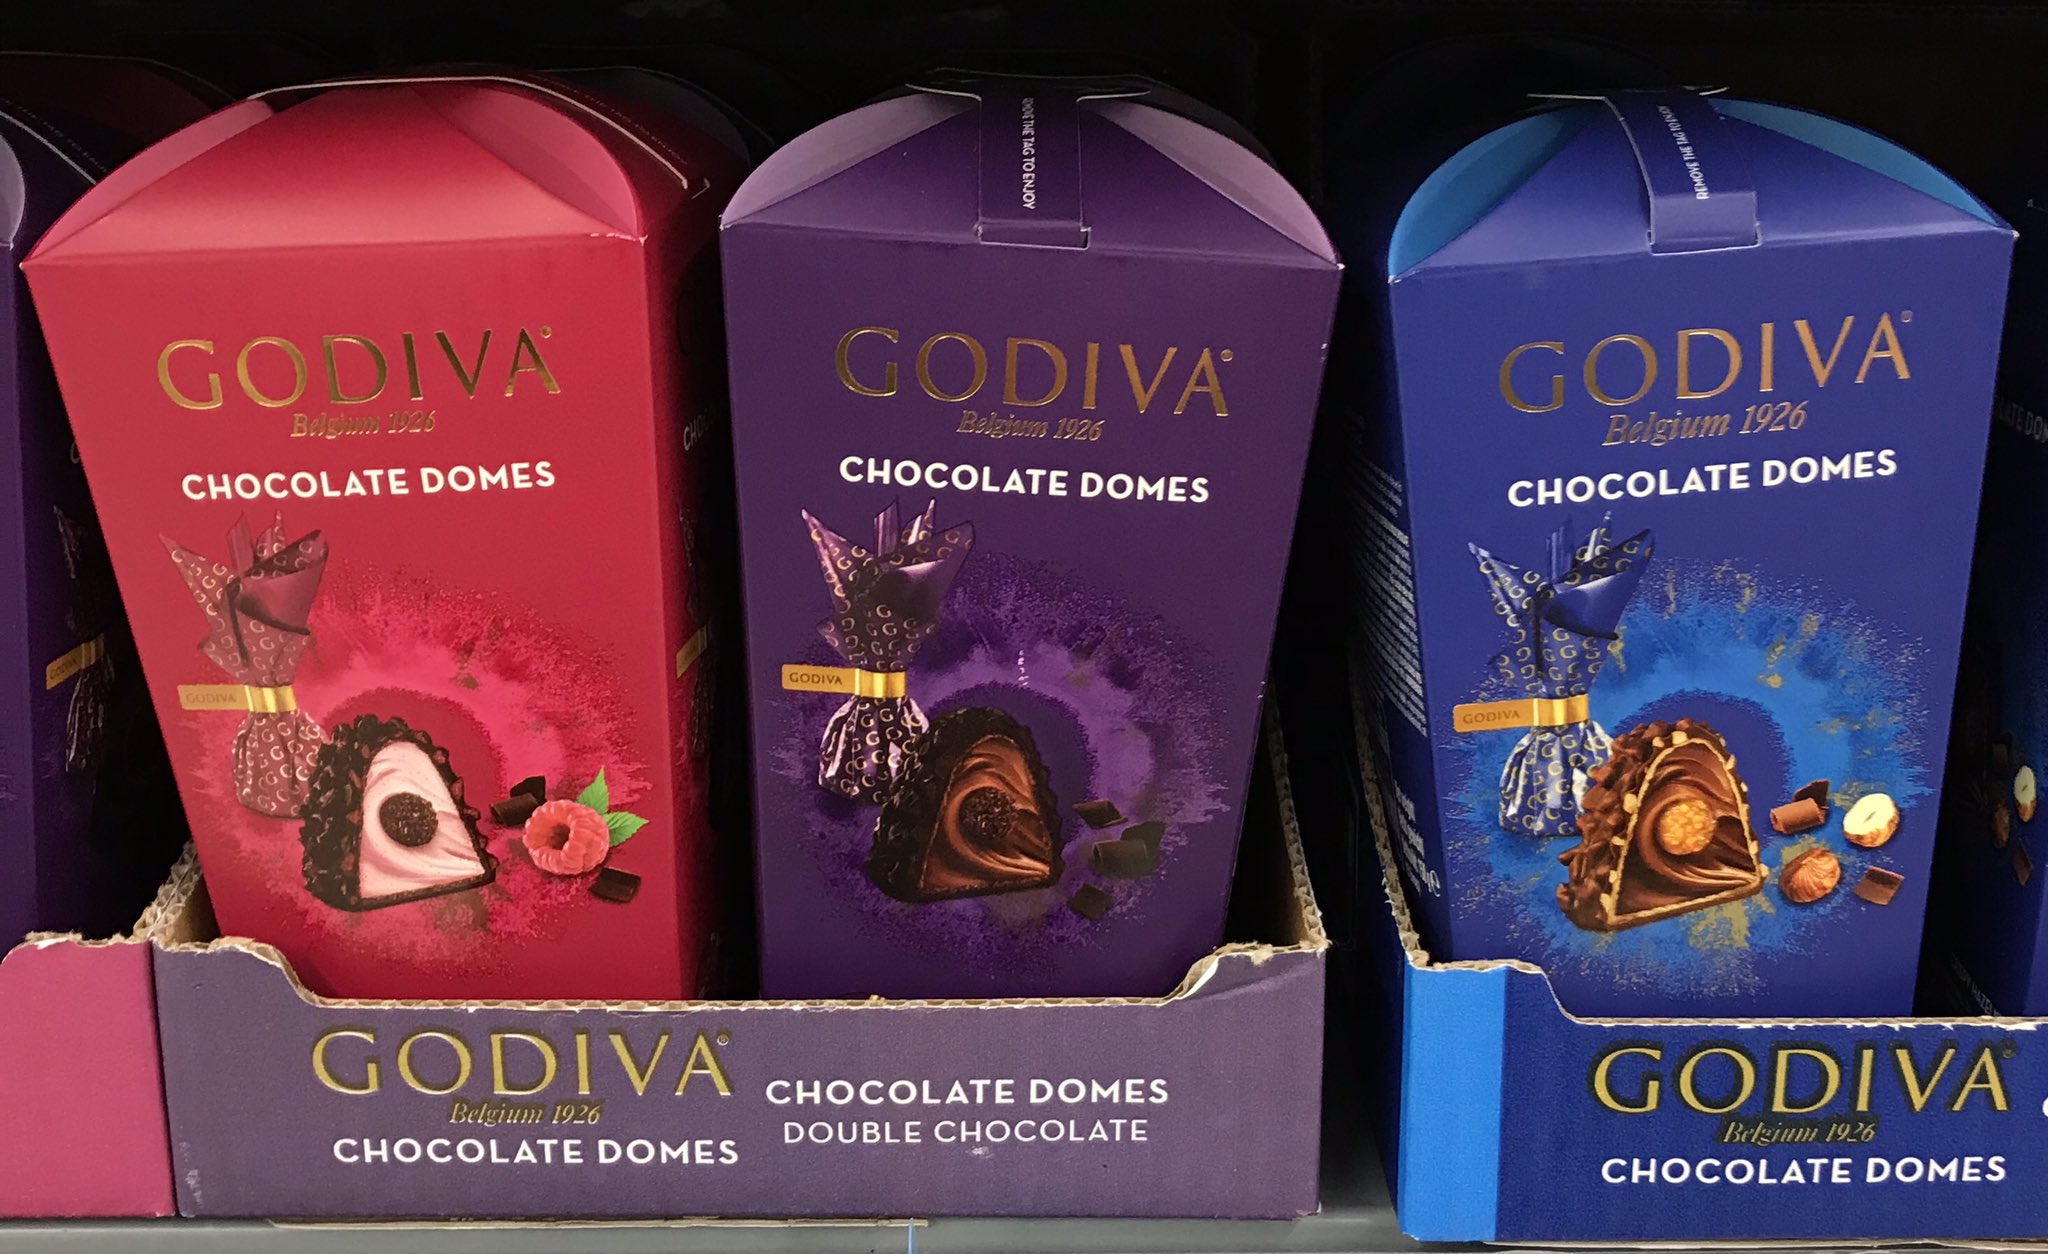 GODIVA
Belgium 1926
CHOCOLATE DOMES
GODIVA
REMOVE THE TAG TO ENJOY
GODIVA
Belgium 1926
CHOCOLATE DOMES
GODIVA
REMOVE THE TAG TO ENJOY
GODIVA
Belgium 1926
CHOCOLATE DOMES
GODIVA
GODIVA
Belgium 1926
CHOCOLATE DOMES
CHOCOLATE DOMES
DOUBLE CHOCOLATE
GODIVA
Belgium 1926
CHOCOLATE DOMES